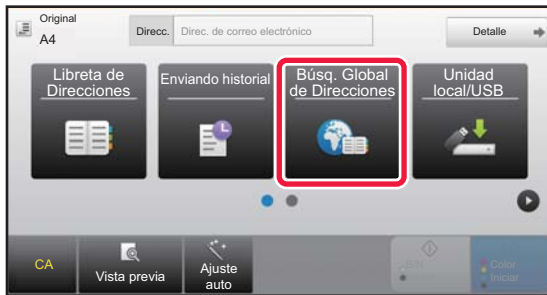 Original
A4
Direcc.
Direc. de correo electrónico
Detalle
Libreta de
Direcciones
Enviando historial
Búsq. Global
de Direcciones
Unidad
local/USB
CA
Vista previa
Ajuste
auto
B/N
Iniciar
Color
Iniciar